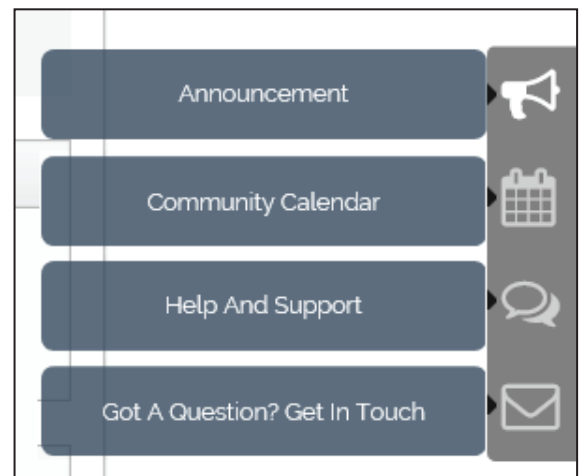 Announcement
Community Calendar
Help And Support
Got A Question? Get In Touch